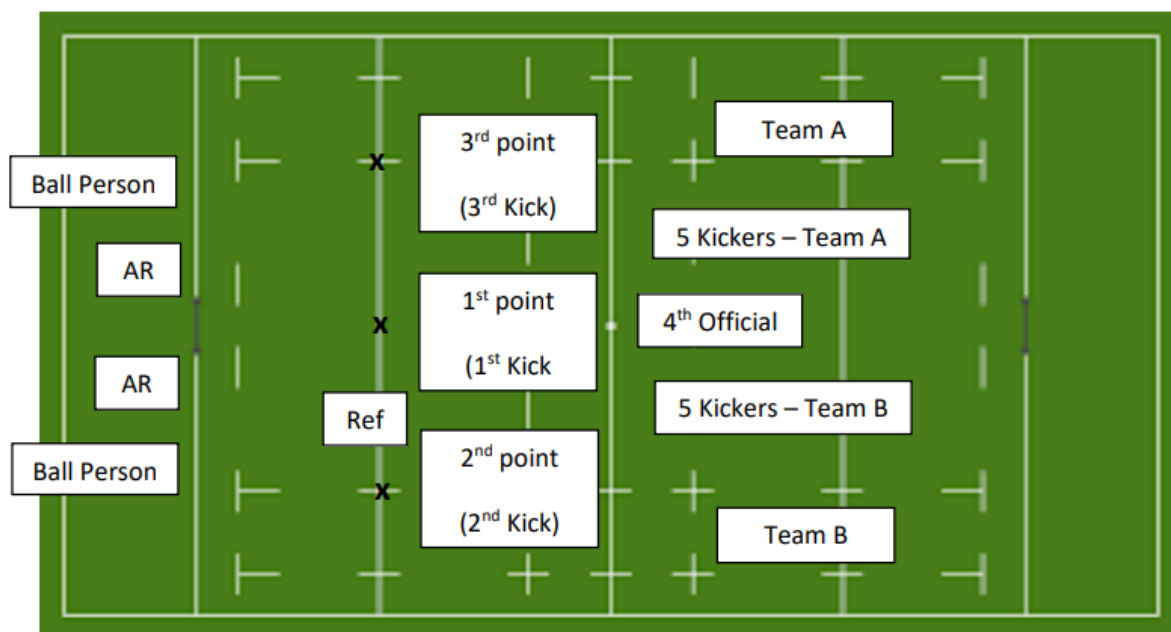 3rd point
(3rd Kick)
Team A
Ball Person
x
5 Kickers – Team A
AR
1st point
(1st Kick
x
4th Official
AR
5 Kickers – Team B
Ref
Ball Person
2nd point
(2nd Kick)
x
Team B